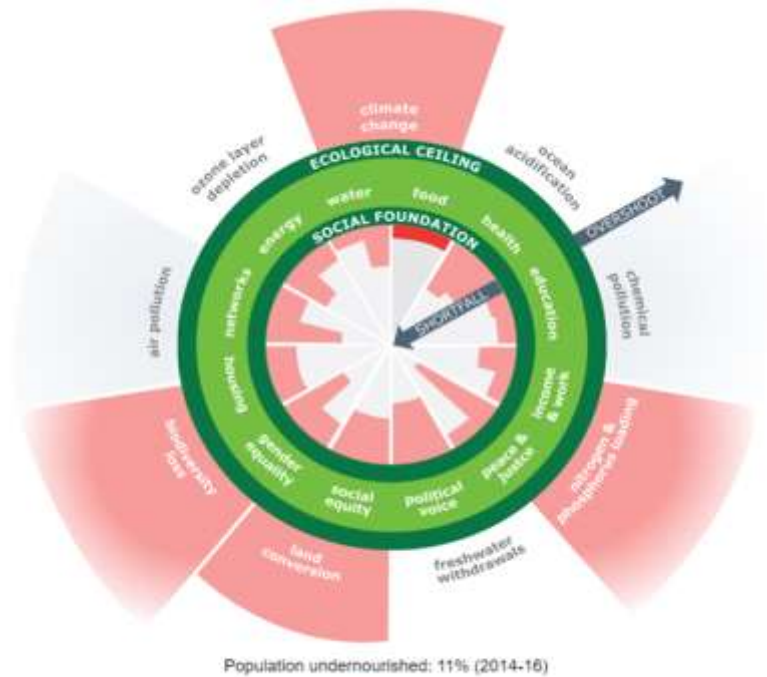 climate
change
ozone layer
depletion
ocean
acidification
ECOLOGICAL CEILING
OVERSHOOT
water
food
energy
health
SOCIAL FOUNDATION
SHORTFALL
air pollution
networks
education
chemical
pollution
housing
income
& work
biodiversity
loss
gender
equality
social
equity
political
voice
peace &
justce
nitrogen &
phosphorus loading
land
conversion
freshwater
withdrawals
Population undernourished: 11% (2014-16)